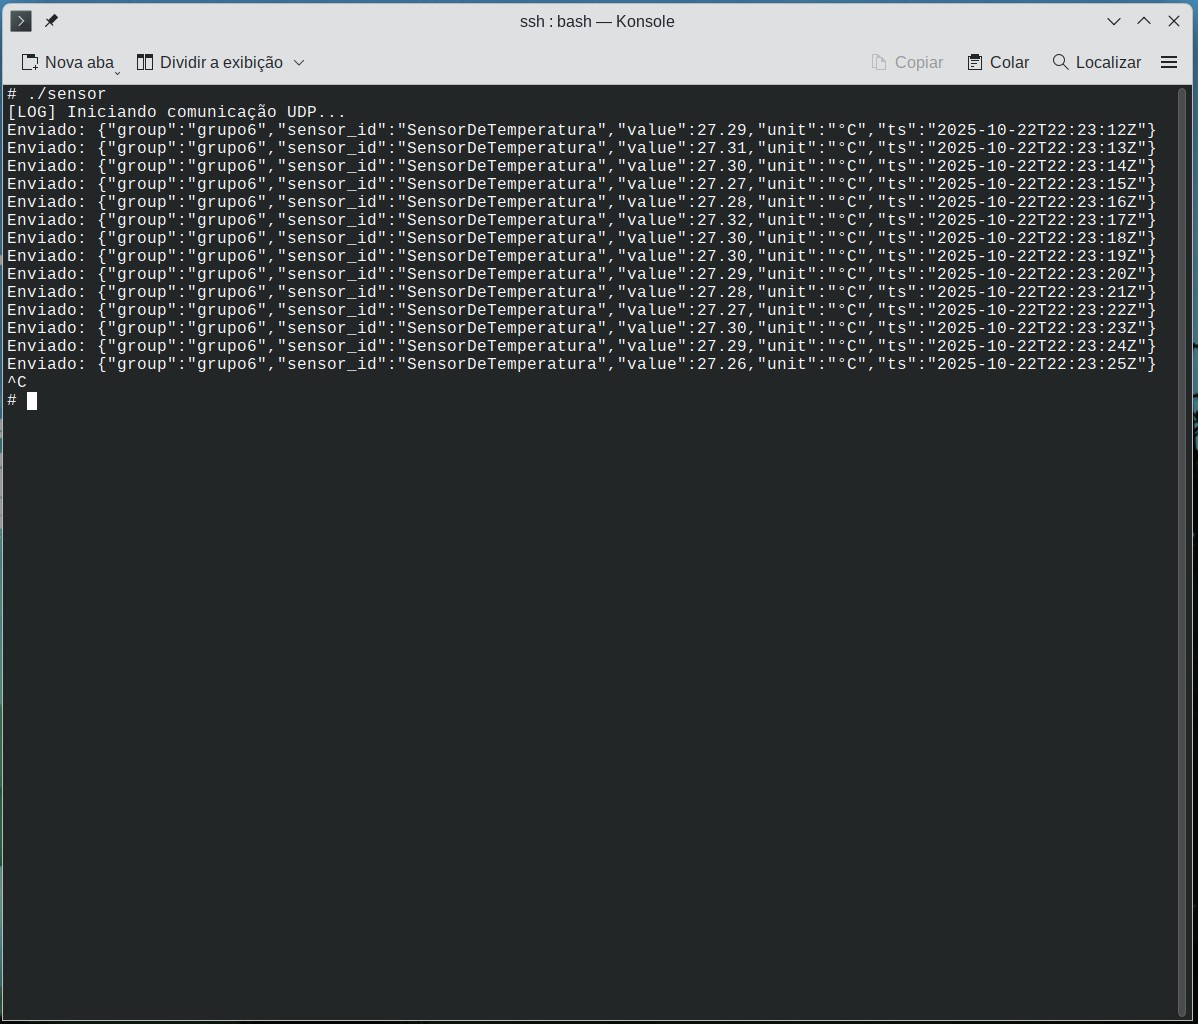 ssh : bash — Konsole
Nova aba Dividir a exibição Copiar Colar Localizar
# ./sensor
[LOG] Iniciando comunicação UDP...
Enviado: {"group":"grupo6","sensor_id":"SensorDeTemperatura","value":27.29,"unit":"°C","ts":"2025-10-22T22:23:12Z"}
Enviado: {"group":"grupo6","sensor_id":"SensorDeTemperatura","value":27.31,"unit":"°C","ts":"2025-10-22T22:23:13Z"}
Enviado: {"group":"grupo6","sensor_id":"SensorDeTemperatura","value":27.30,"unit":"°C","ts":"2025-10-22T22:23:14Z"}
Enviado: {"group":"grupo6","sensor_id":"SensorDeTemperatura","value":27.27,"unit":"°C","ts":"2025-10-22T22:23:15Z"}
Enviado: {"group":"grupo6","sensor_id":"SensorDeTemperatura","value":27.28,"unit":"°C","ts":"2025-10-22T22:23:16Z"}
Enviado: {"group":"grupo6","sensor_id":"SensorDeTemperatura","value":27.32,"unit":"°C","ts":"2025-10-22T22:23:17Z"}
Enviado: {"group":"grupo6","sensor_id":"SensorDeTemperatura","value":27.30,"unit":"°C","ts":"2025-10-22T22:23:18Z"}
Enviado: {"group":"grupo6","sensor_id":"SensorDeTemperatura","value":27.30,"unit":"°C","ts":"2025-10-22T22:23:19Z"}
Enviado: {"group":"grupo6","sensor_id":"SensorDeTemperatura","value":27.29,"unit":"°C","ts":"2025-10-22T22:23:20Z"}
Enviado: {"group":"grupo6","sensor_id":"SensorDeTemperatura","value":27.28,"unit":"°C","ts":"2025-10-22T22:23:21Z"}
Enviado: {"group":"grupo6","sensor_id":"SensorDeTemperatura","value":27.27,"unit":"°C","ts":"2025-10-22T22:23:22Z"}
Enviado: {"group":"grupo6","sensor_id":"SensorDeTemperatura","value":27.30,"unit":"°C","ts":"2025-10-22T22:23:23Z"}
Enviado: {"group":"grupo6","sensor_id":"SensorDeTemperatura","value":27.29,"unit":"°C","ts":"2025-10-22T22:23:24Z"}
Enviado: {"group":"grupo6","sensor_id":"SensorDeTemperatura","value":27.26,"unit":"°C","ts":"2025-10-22T22:23:25Z"}
^C
#